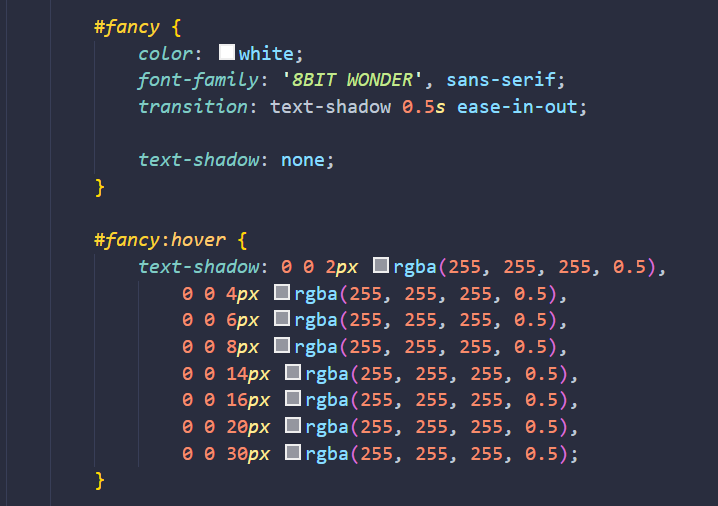 #fancy {
color: white;
font-family: '8BIT WONDER', sans-serif;
transition: text-shadow 0.5s ease-in-out;
text-shadow: none;
}
#fancy:hover {
text-shadow: 0 0 2px rgba(255, 255, 255, 0.5),
0 0 4px rgba(255, 255, 255, 0.5),
0 0 6px rgba(255, 255, 255, 0.5),
0 0 8px rgba(255, 255, 255, 0.5),
0 0 14px rgba(255, 255, 255, 0.5),
0 0 16px rgba(255, 255, 255, 0.5),
0 0 20px rgba(255, 255, 255, 0.5),
0 0 30px rgba(255, 255, 255, 0.5);
}